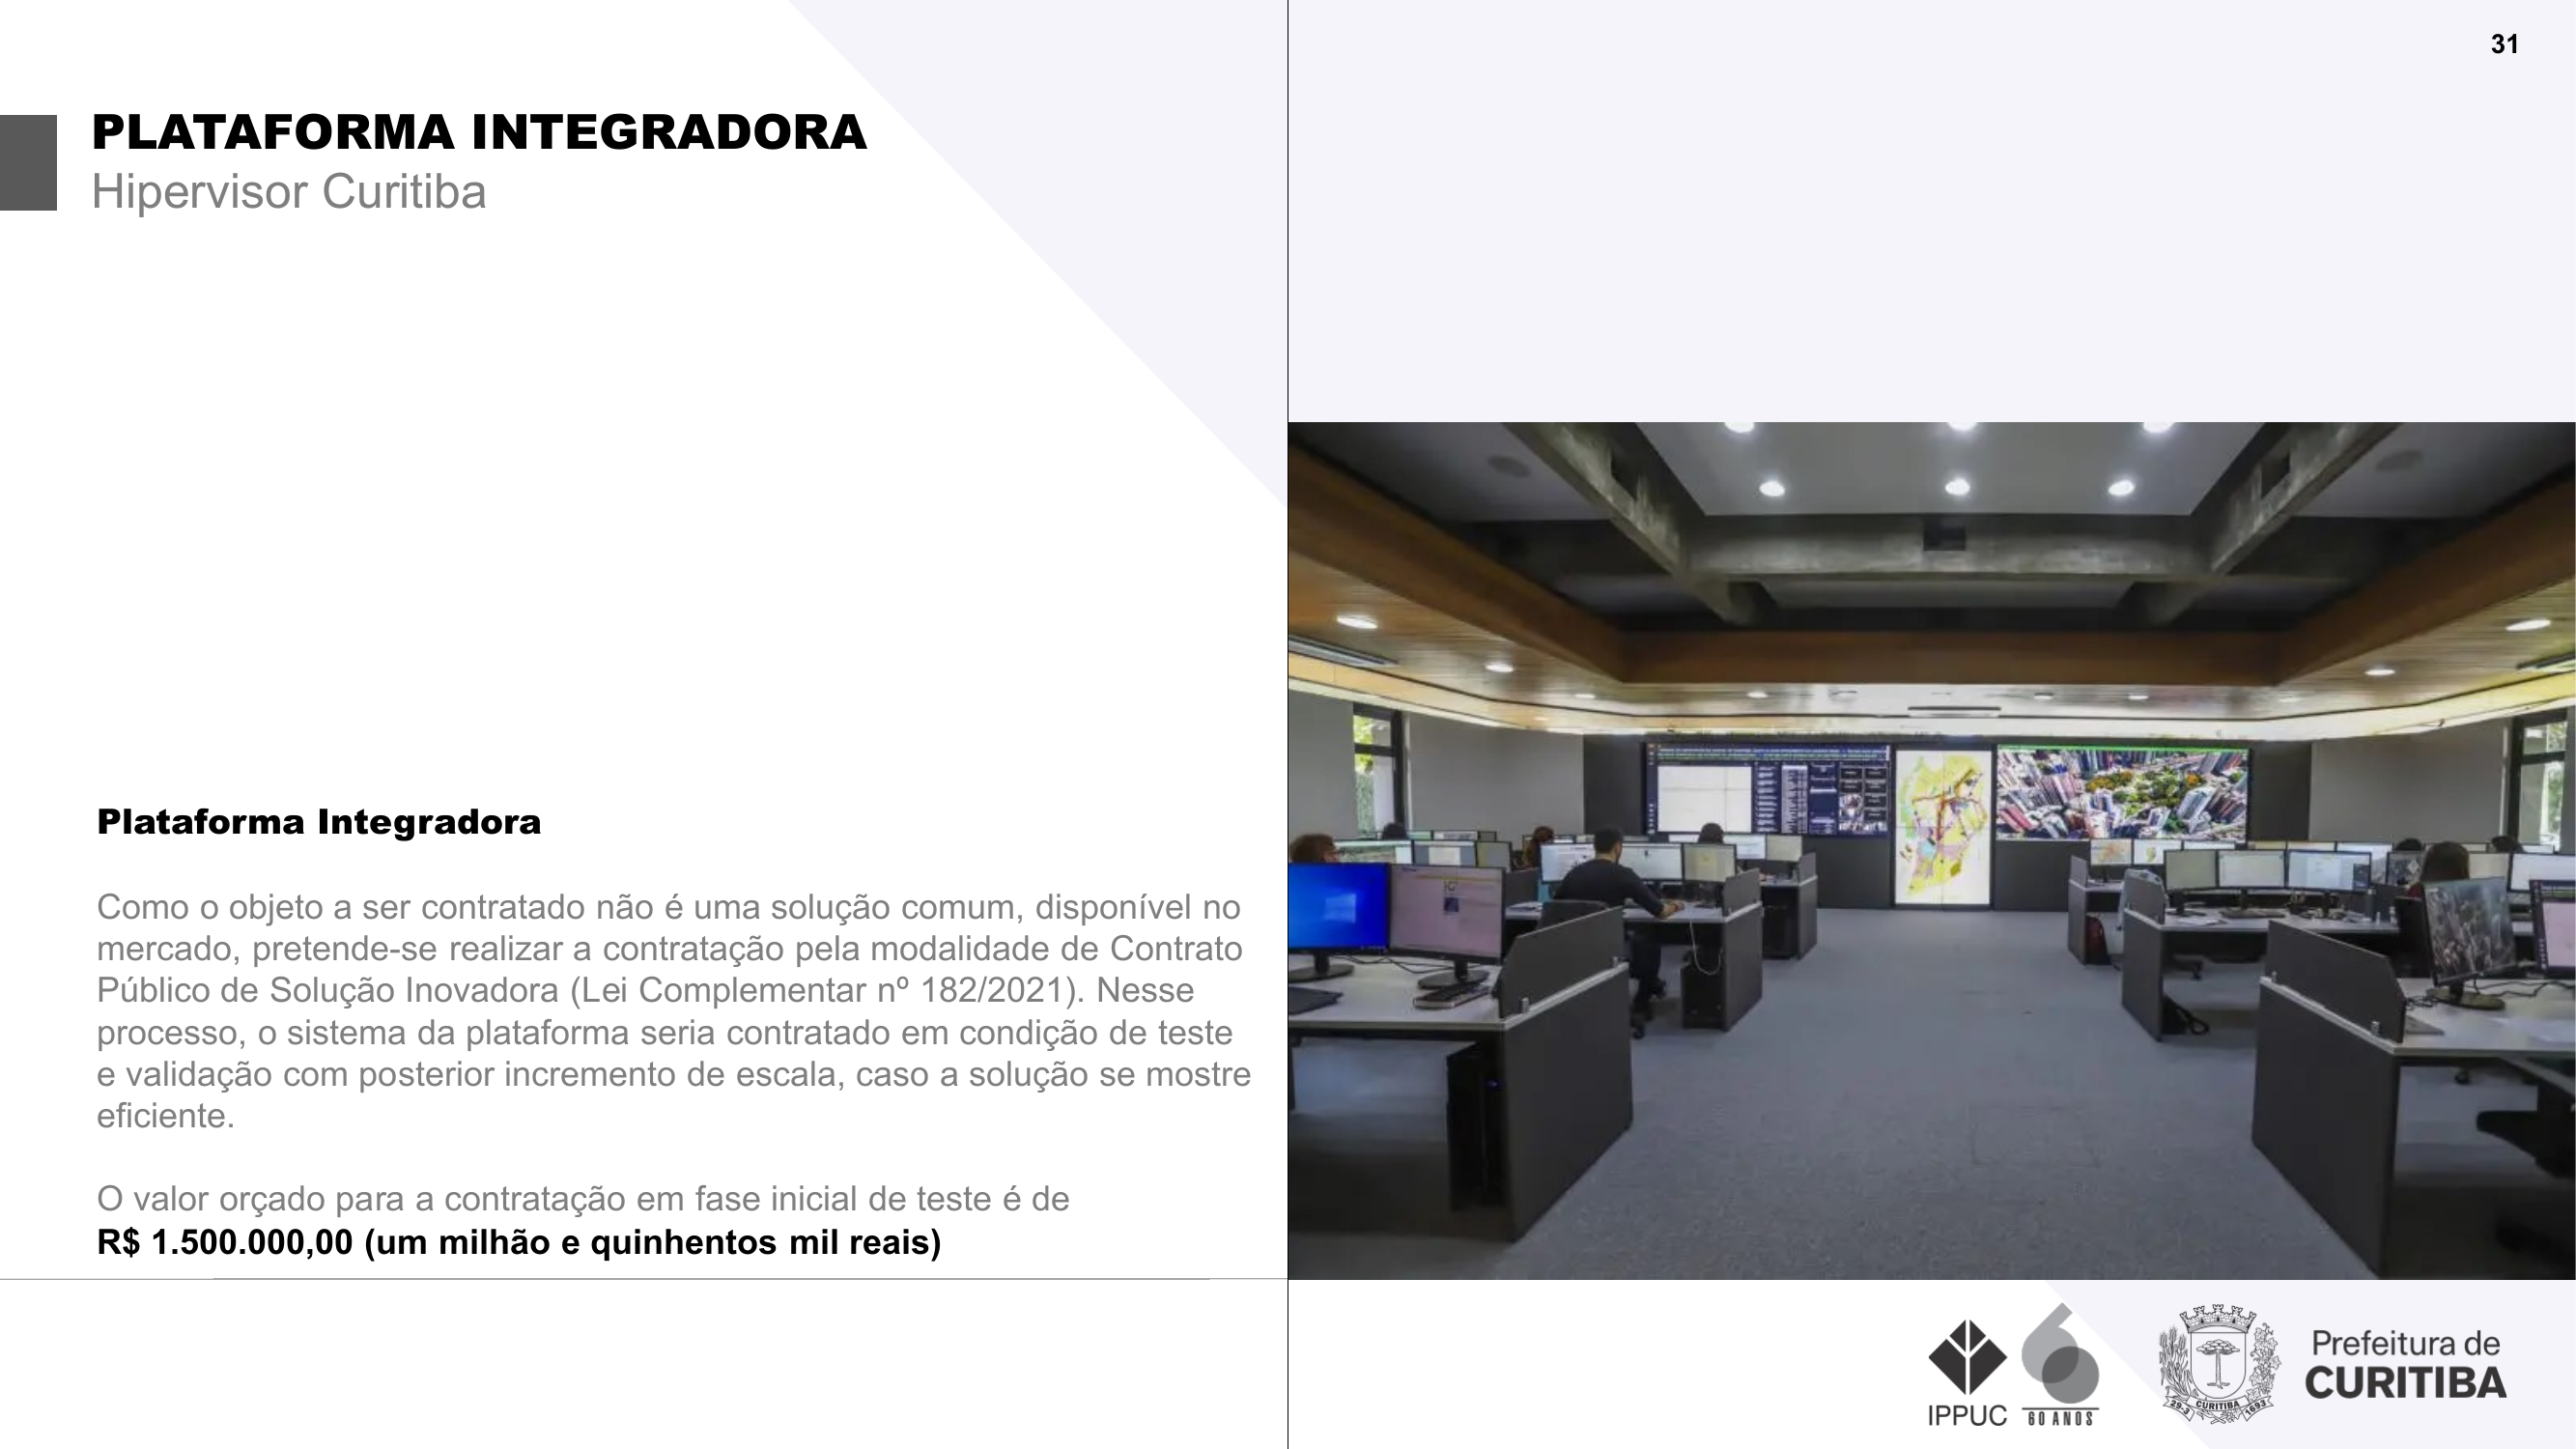 31
PLATAFORMA INTEGRADORA
Hipervisor Curitiba
Plataforma Integradora
Como o objeto a ser contratado não é uma solução comum, disponível no
mercado, pretende-se realizar a contratação pela modalidade de Contrato
Público de Solução Inovadora (Lei Complementar nº 182/2021). Nesse
processo, o sistema da plataforma seria contratado em condição de teste
e validação com posterior incremento de escala, caso a solução se mostre
eficiente.
O valor orçado para a contratação em fase inicial de teste é de
R$ 1.500.000,00 (um milhão e quinhentos mil reais)
IPPUC
60 ANOS
29-3 CURITIBA 1693
Prefeitura de
CURITIBA